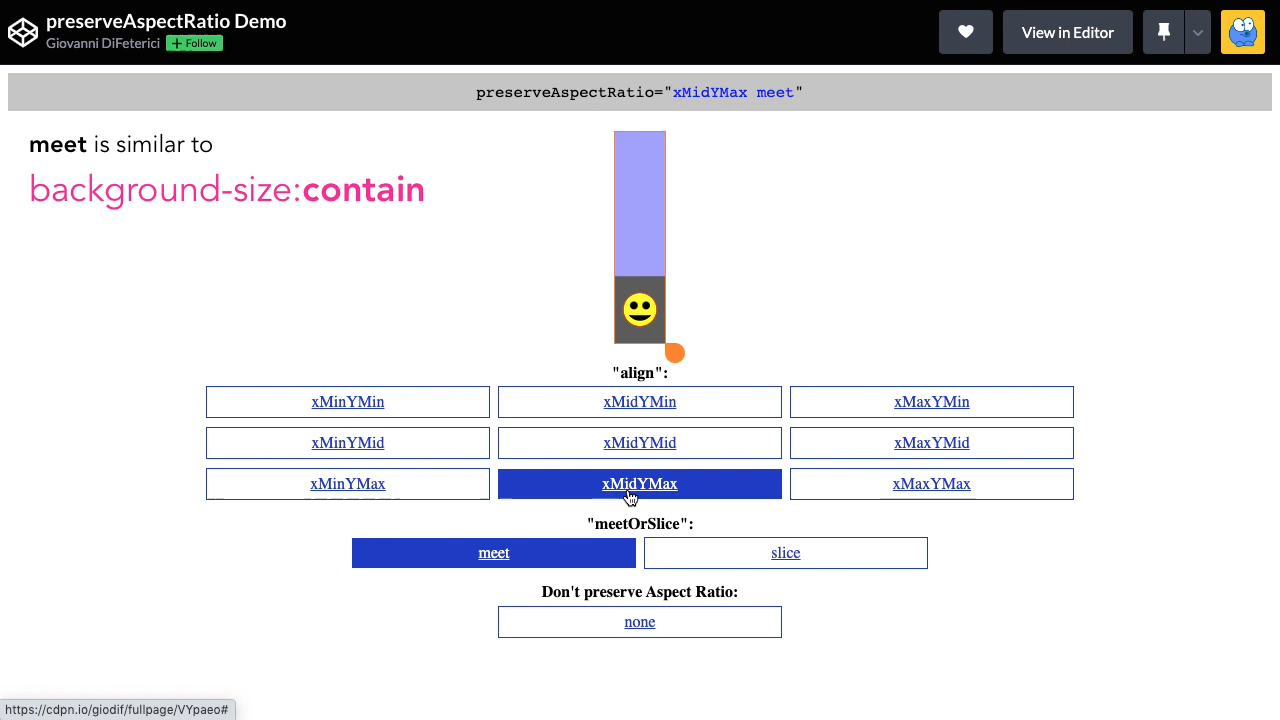 preserveAspectRatio Demo
Giovanni DiFeterici + Follow
View in Editor
preserveAspectRatio="xMidYMax meet"
meet is similar to
background-size:contain
"align":
xMinYMin xMidYMin xMaxYMin
xMinYMid xMidYMid xMaxYMid
xMinYMax xMidYMax xMaxYMax
"meetOrSlice":
meet slice
Don't preserve Aspect Ratio:
none
https://cdpn.io/giodif/fullpage/VYpaeo#